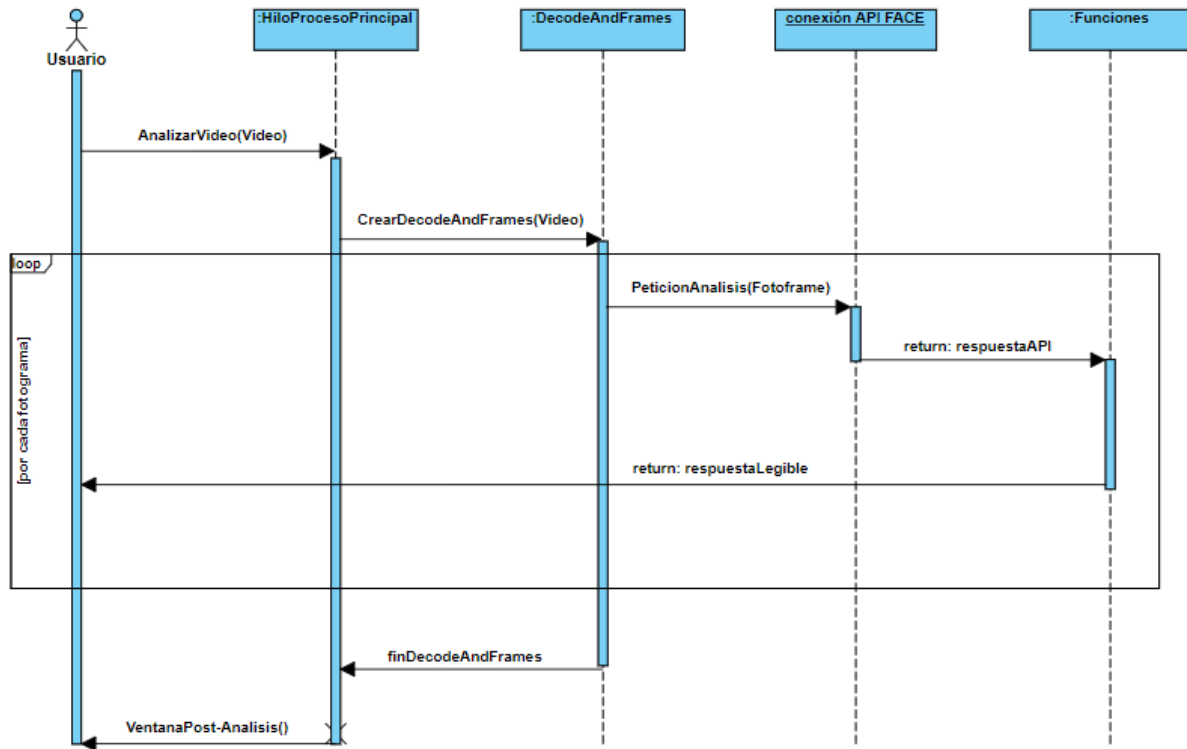 :HiloProcesoPrincipal
:DecodeAndFrames
conexión API FACE
:Funciones
Usuario
AnalizarVideo(Video)
CrearDecodeAndFrames(Video)
loop
PeticionAnalisis(Fotoframe)
return: respuestaAPI
[por cada fotograma]
return: respuestaLegible
finDecodeAndFrames
VentanaPost-Analisis()